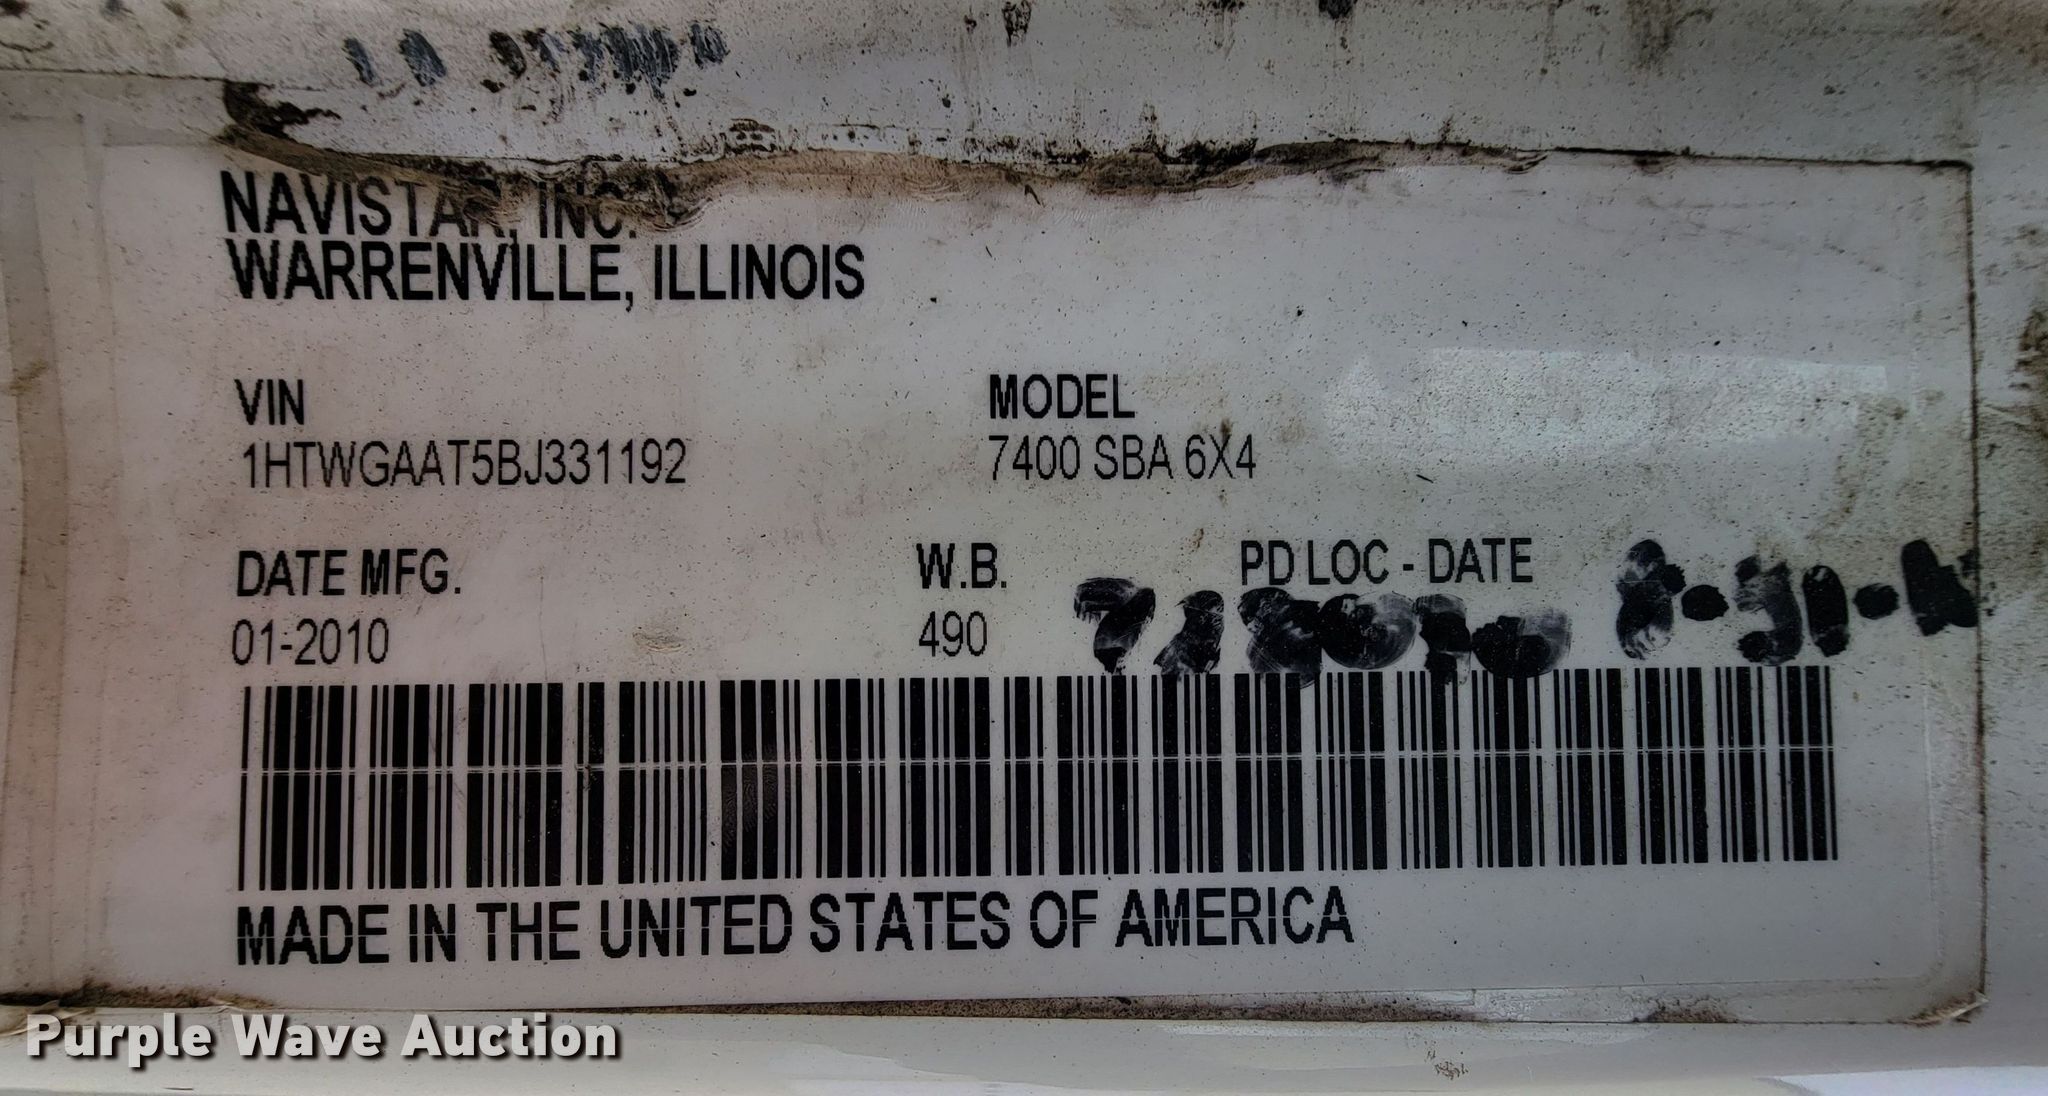 NAVISTAR, INC.
WARRENVILLE, ILLINOIS
VIN
1HTWGAAT5BJ331192
MODEL
7400 SBA 6X4
DATE MFG.
01-2010
W.B.
490
PD LOC - DATE
MADE IN THE UNITED STATES OF AMERICA
Purple Wave Auction